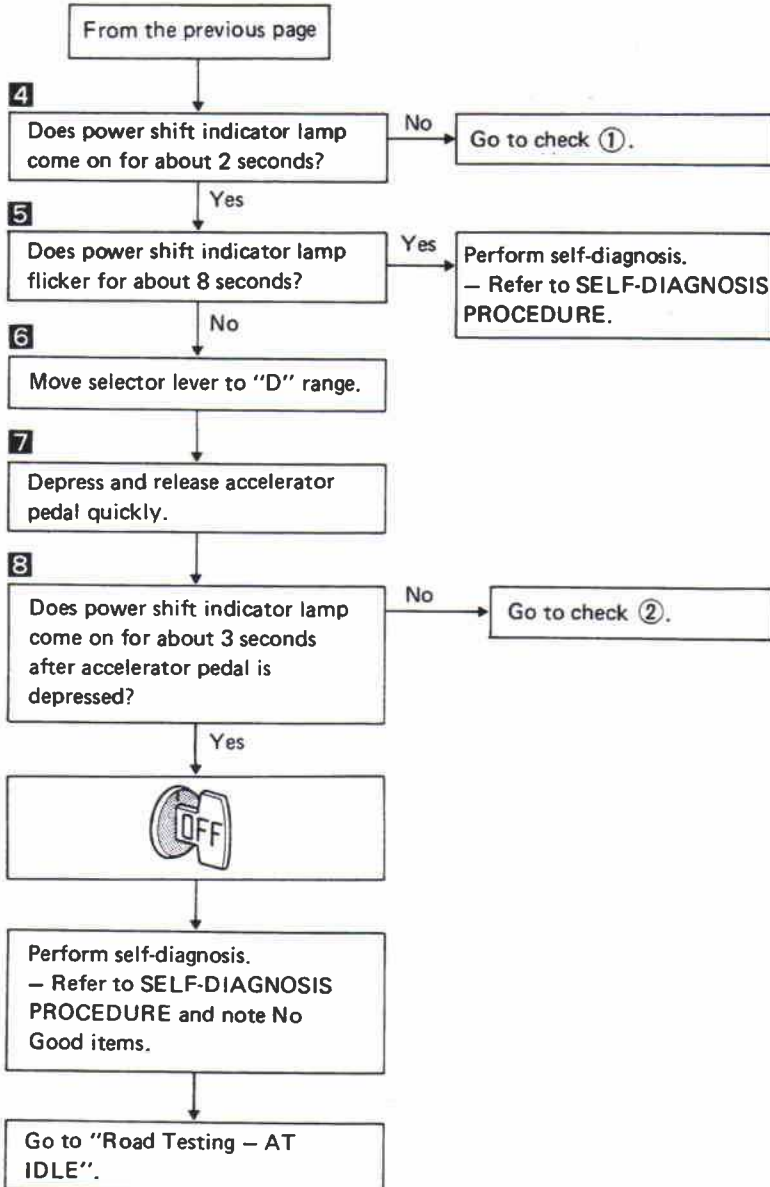 From the previous page
4
Does power shift indicator lamp
come on for about 2 seconds?
No
Go to check ①.
Yes
5
Does power shift indicator lamp
flicker for about 8 seconds?
Yes
Perform self-diagnosis.
— Refer to SELF-DIAGNOSIS
PROCEDURE.
No
6
Move selector lever to "D" range.
7
Depress and release accelerator
pedal quickly.
8
Does power shift indicator lamp
come on for about 3 seconds
after accelerator pedal is
depressed?
No
Go to check ②.
Yes
OFF
Perform self-diagnosis.
— Refer to SELF-DIAGNOSIS
PROCEDURE and note No
Good items.
Go to "Road Testing — AT
IDLE".